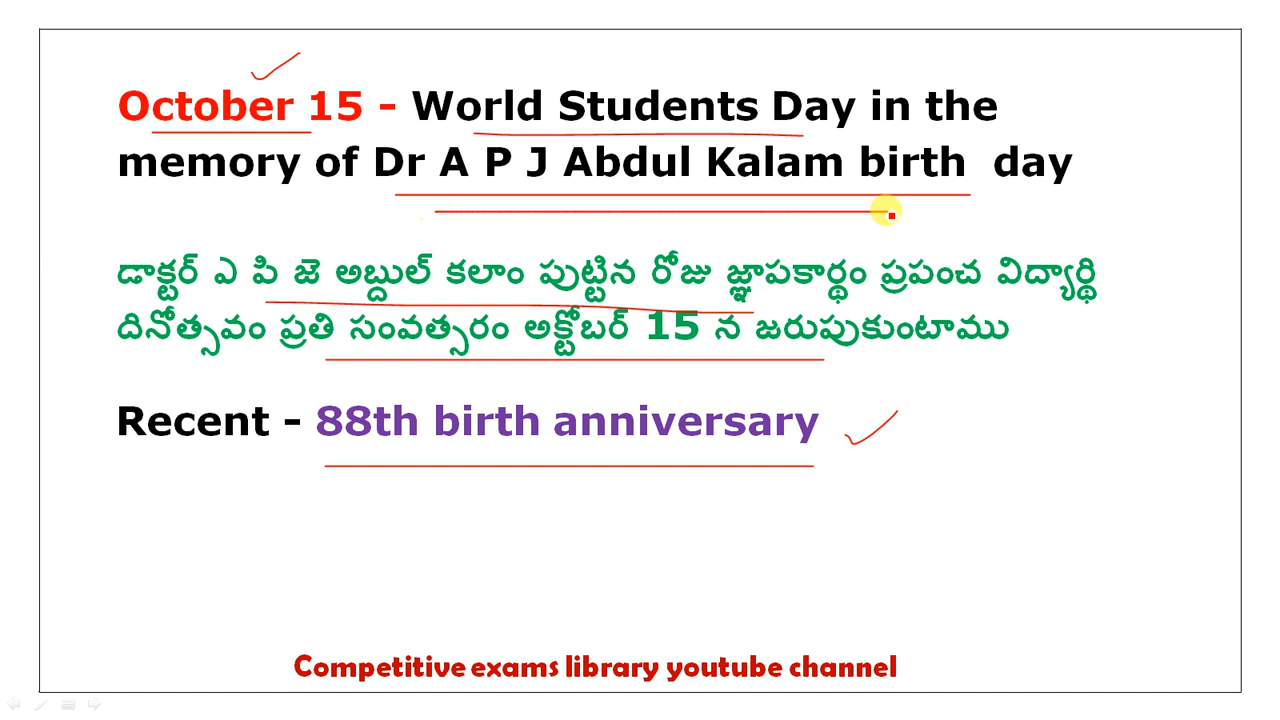 October 15 - World Students Day in the
memory of Dr A P J Abdul Kalam birth day
డాక్టర్ ఎ పి జె అబ్దుల్ కలాం పుట్టిన రోజు జ్ఞాపకార్థం ప్రపంచ విద్యార్థి
దినోత్సవం ప్రతి సంవత్సరం అక్టోబర్ 15 న జరుపుకుంటాము
Recent - 88th birth anniversary
Competitive exams library youtube channel